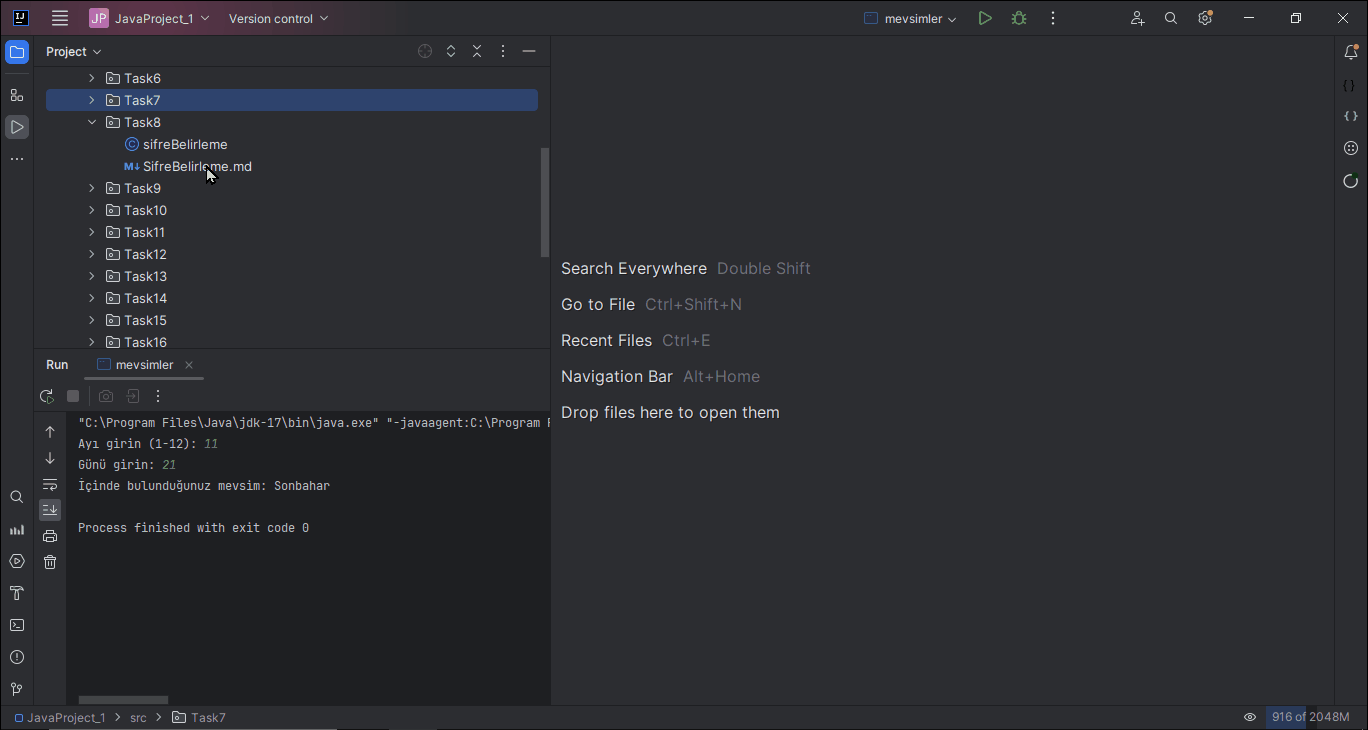 JP JavaProject_1 Version control mevsimler
Project
Task6
Task7
Task8
sifreBelirleme
M↓ SifreBelirleme.md
Task9
Task10
Task11
Task12
Task13
Task14
Task15
Task16
Search Everywhere Double Shift
Go to File Ctrl+Shift+N
Recent Files Ctrl+E
Navigation Bar Alt+Home
Drop files here to open them
Run mevsimler
"C:\Program Files\Java\jdk-17\bin\java.exe" "-javaagent:C:\Program
Ayı girin (1-12): 11
Günü girin: 21
İçinde bulunduğunuz mevsim: Sonbahar
Process finished with exit code 0
JavaProject_1 > src > Task7 916 of 2048M